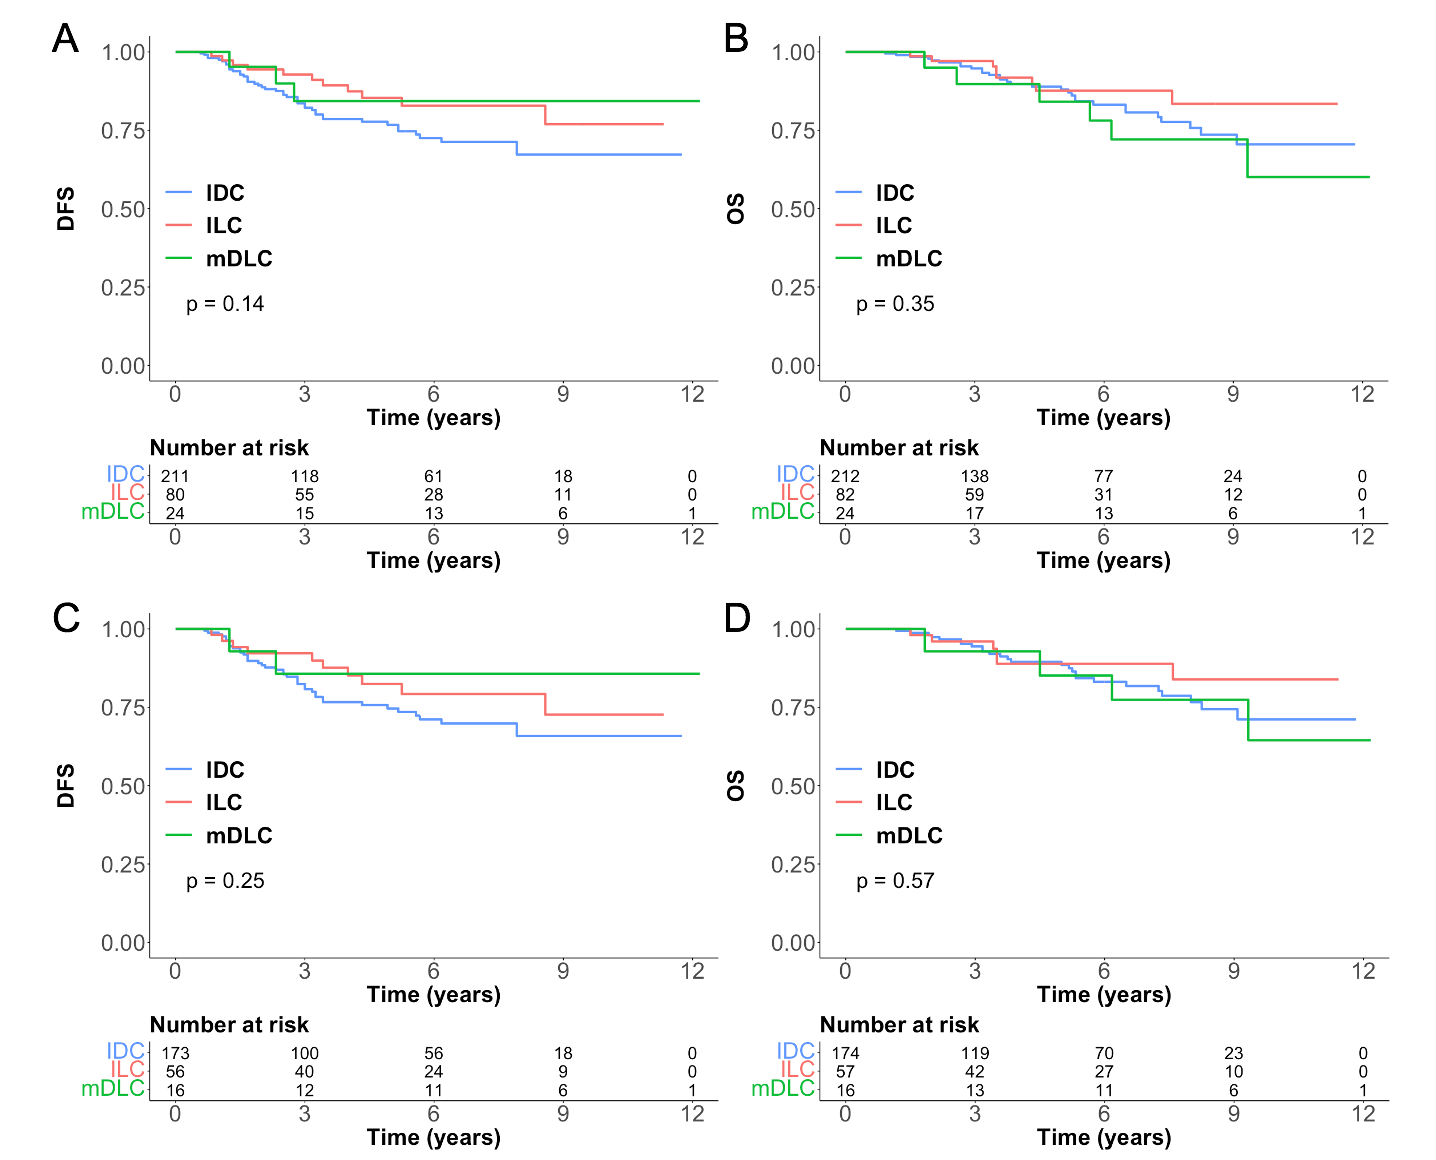 A
1.00
0.75
0.50
0.25
0.00
DFS
IDC
ILC
mDLC
p = 0.14
0 3 6 9 12
Time (years)
Number at risk
IDC 211 118 61 18 0
ILC 80 55 28 11 0
mDLC 24 15 13 6 1
0 3 6 9 12
Time (years)
B
1.00
0.75
0.50
0.25
0.00
OS
IDC
ILC
mDLC
p = 0.35
0 3 6 9 12
Time (years)
Number at risk
IDC 212 138 77 24 0
ILC 82 59 31 12 0
mDLC 24 17 13 6 1
0 3 6 9 12
Time (years)
C
1.00
0.75
0.50
0.25
0.00
DFS
IDC
ILC
mDLC
p = 0.25
0 3 6 9 12
Time (years)
Number at risk
IDC 173 100 56 18 0
ILC 56 40 24 9 0
mDLC 16 12 11 6 1
0 3 6 9 12
Time (years)
D
1.00
0.75
0.50
0.25
0.00
OS
IDC
ILC
mDLC
p = 0.57
0 3 6 9 12
Time (years)
Number at risk
IDC 174 119 70 23 0
ILC 57 42 27 10 0
mDLC 16 13 11 6 1
0 3 6 9 12
Time (years)